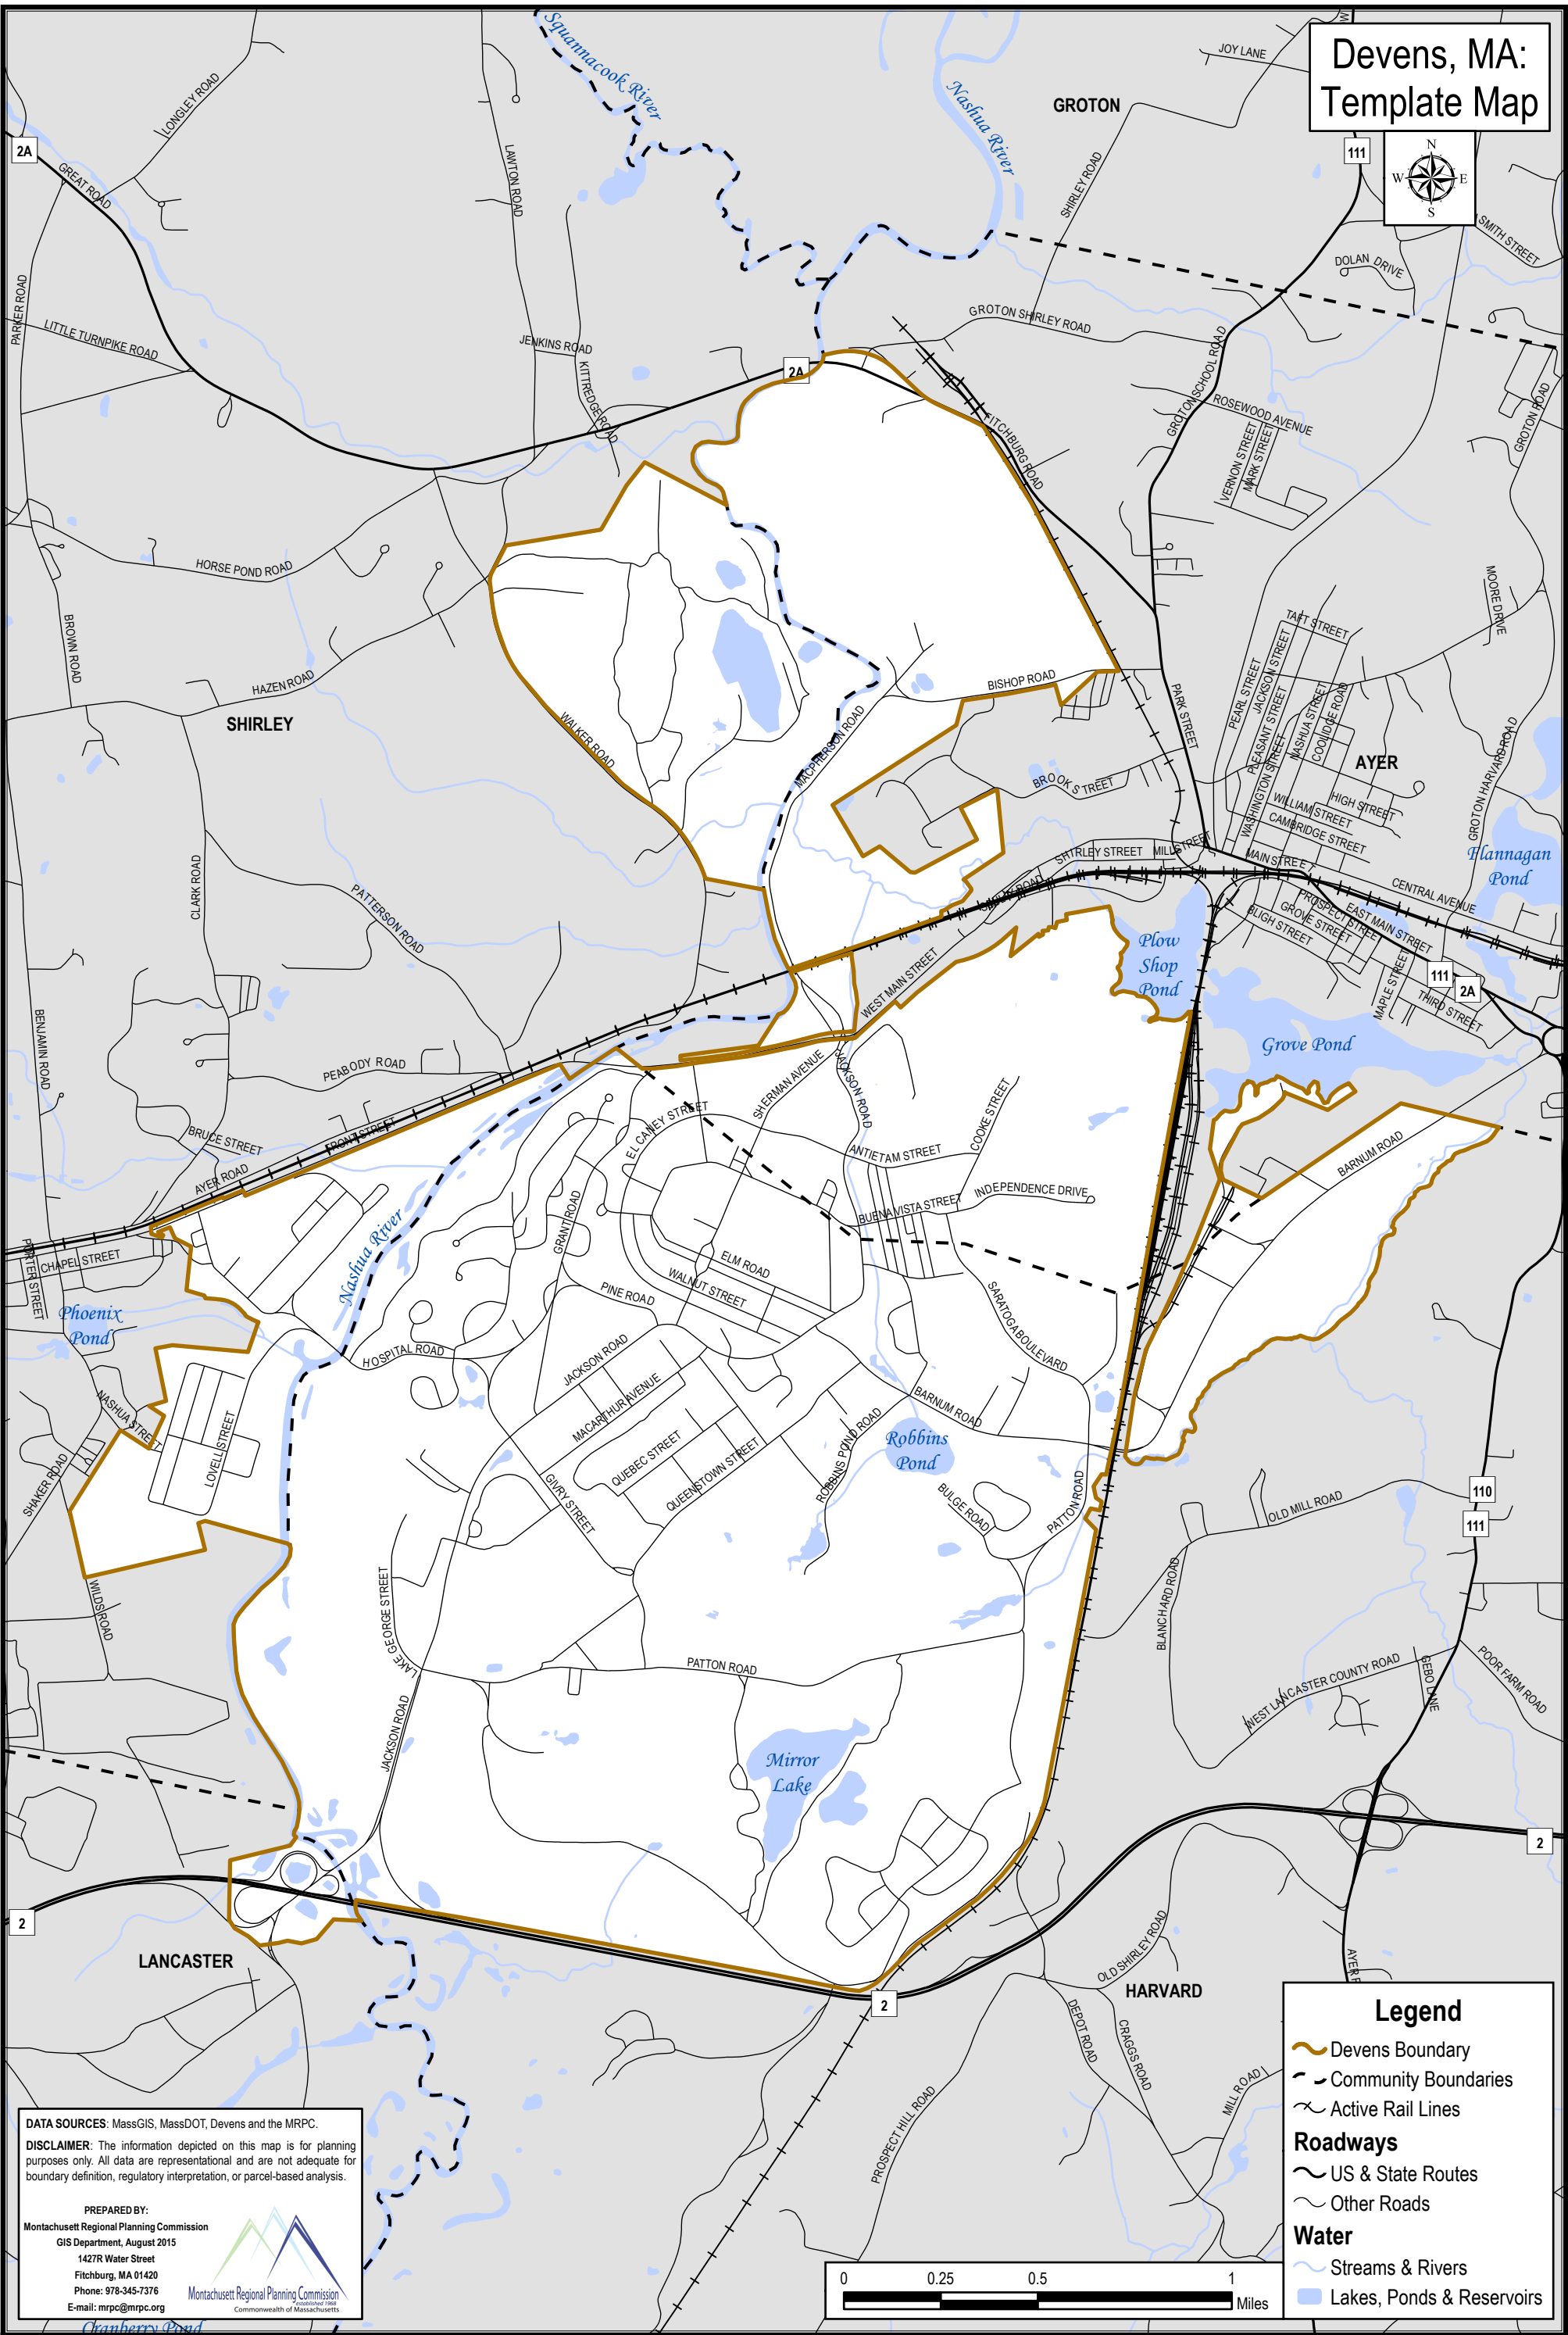 Devens, MA:
Template Map
N
W
E
S
Squannacook River
Nashua River
GROTON
JOY LANE
LONGLEY ROAD
2A
GREAT ROAD
LAWTON ROAD
SHIRLEY ROAD
111
SMITH STREET
DOLAN DRIVE
PARKER ROAD
LITTLE TURNPIKE ROAD
JENKINS ROAD
KITTREDGE ROAD
2A
GROTON SHIRLEY ROAD
GROTON SCHOOL ROAD
ROSEWOOD AVENUE
VERNON STREET
MARK STREET
GROTON ROAD
FITCHBURG ROAD
HORSE POND ROAD
BROWN ROAD
HAZEN ROAD
SHIRLEY
WALKER ROAD
MACPHERSON ROAD
BISHOP ROAD
PARK STREET
MOORE DRIVE
TAFT STREET
PEARL STREET
JACKSON STREET
PLEASANT STREET
NASHUA STREET
COOLIDGE ROAD
WASHINGTON STREET
AYER
HIGH STREET
WILLIAM STREET
CAMBRIDGE STREET
GROTON HARVARD ROAD
Flannagan
Pond
BROOK STREET
SHIRLEY STREET
MILL STREET
MAIN STREET
CENTRAL AVENUE
EAST MAIN STREET
PROSPECT STREET
GROVE STREET
BLIGH STREET
MAPLE STREET
THIRD STREET
111
2A
CLARK ROAD
PATTERSON ROAD
WEST MAIN STREET
Plow
Shop
Pond
Grove Pond
BENJAMIN ROAD
PEABODY ROAD
BRUCE STREET
FRONT STREET
AYER ROAD
PORTER STREET
CHAPEL STREET
Phoenix
Pond
Nashua River
SHERMAN AVENUE
JACKSON ROAD
EL CANEY STREET
ANTIETAM STREET
COOKE STREET
BUENA VISTA STREET
INDEPENDENCE DRIVE
BARNUM ROAD
GRANT ROAD
ELM ROAD
WALNUT STREET
PINE ROAD
SARATOGA BOULEVARD
HOSPITAL ROAD
JACKSON ROAD
MACARTHUR AVENUE
BARNUM ROAD
NASHUA STREET
LOVELL STREET
SHAKER ROAD
QUEBEC STREET
QUEENSTOWN STREET
ROBBINS POND ROAD
Robbins
Pond
GIVRY STREET
BULGE ROAD
PATTON ROAD
OLD MILL ROAD
110
111
BLANCHARD ROAD
WILDS ROAD
LAKE GEORGE STREET
PATTON ROAD
JACKSON ROAD
WEST LANCASTER COUNTY ROAD
GEBO LANE
POOR FARM ROAD
Mirror
Lake
2
2
LANCASTER
2
OLD SHIRLEY ROAD
HARVARD
DEPOT ROAD
CRAGGS ROAD
PROSPECT HILL ROAD
MILL ROAD
Legend
Devens Boundary
Community Boundaries
Active Rail Lines
Roadways
US & State Routes
Other Roads
Water
Streams & Rivers
Lakes, Ponds & Reservoirs
DATA SOURCES: MassGIS, MassDOT, Devens and the MRPC.
DISCLAIMER: The information depicted on this map is for planning
purposes only. All data are representational and are not adequate for
boundary definition, regulatory interpretation, or parcel-based analysis.
PREPARED BY:
Montachusett Regional Planning Commission
GIS Department, August 2015
1427R Water Street
Fitchburg, MA 01420
Phone: 978-345-7376
E-mail: mrpc@mrpc.org
Montachusett Regional Planning Commission
established 1968
Commonwealth of Massachusetts
Cranberry Pond
0
0.25
0.5
1
Miles